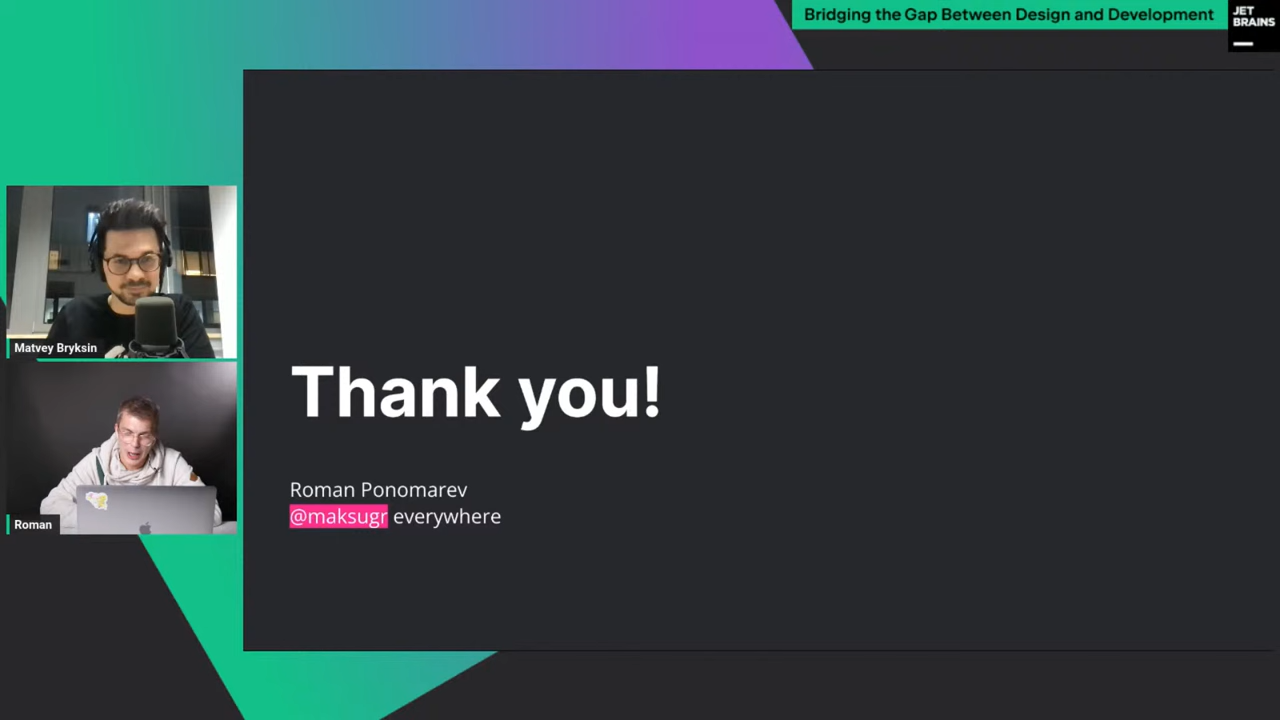 Bridging the Gap Between Design and Development
JET
BRAINS
Matvey Bryksin
Thank you!
Roman Ponomarev
@maksugr everywhere
Roman